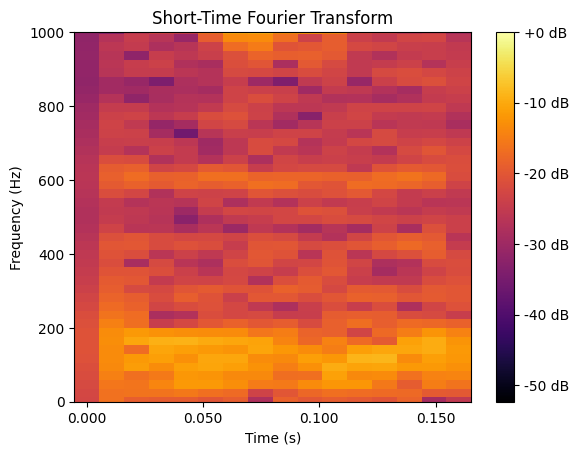 Short-Time Fourier Transform
1000
800
600
400
200
0
Frequency (Hz)
0.000
0.050
0.100
0.150
Time (s)
+0 dB
-10 dB
-20 dB
-30 dB
-40 dB
-50 dB